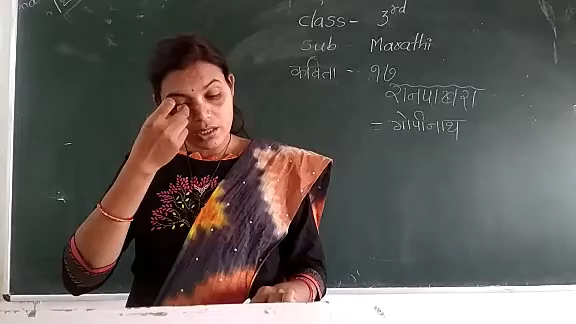 class- 3rd
sub - Marathi
कविता - १७
रानपाखरा
= गोपीनाथ